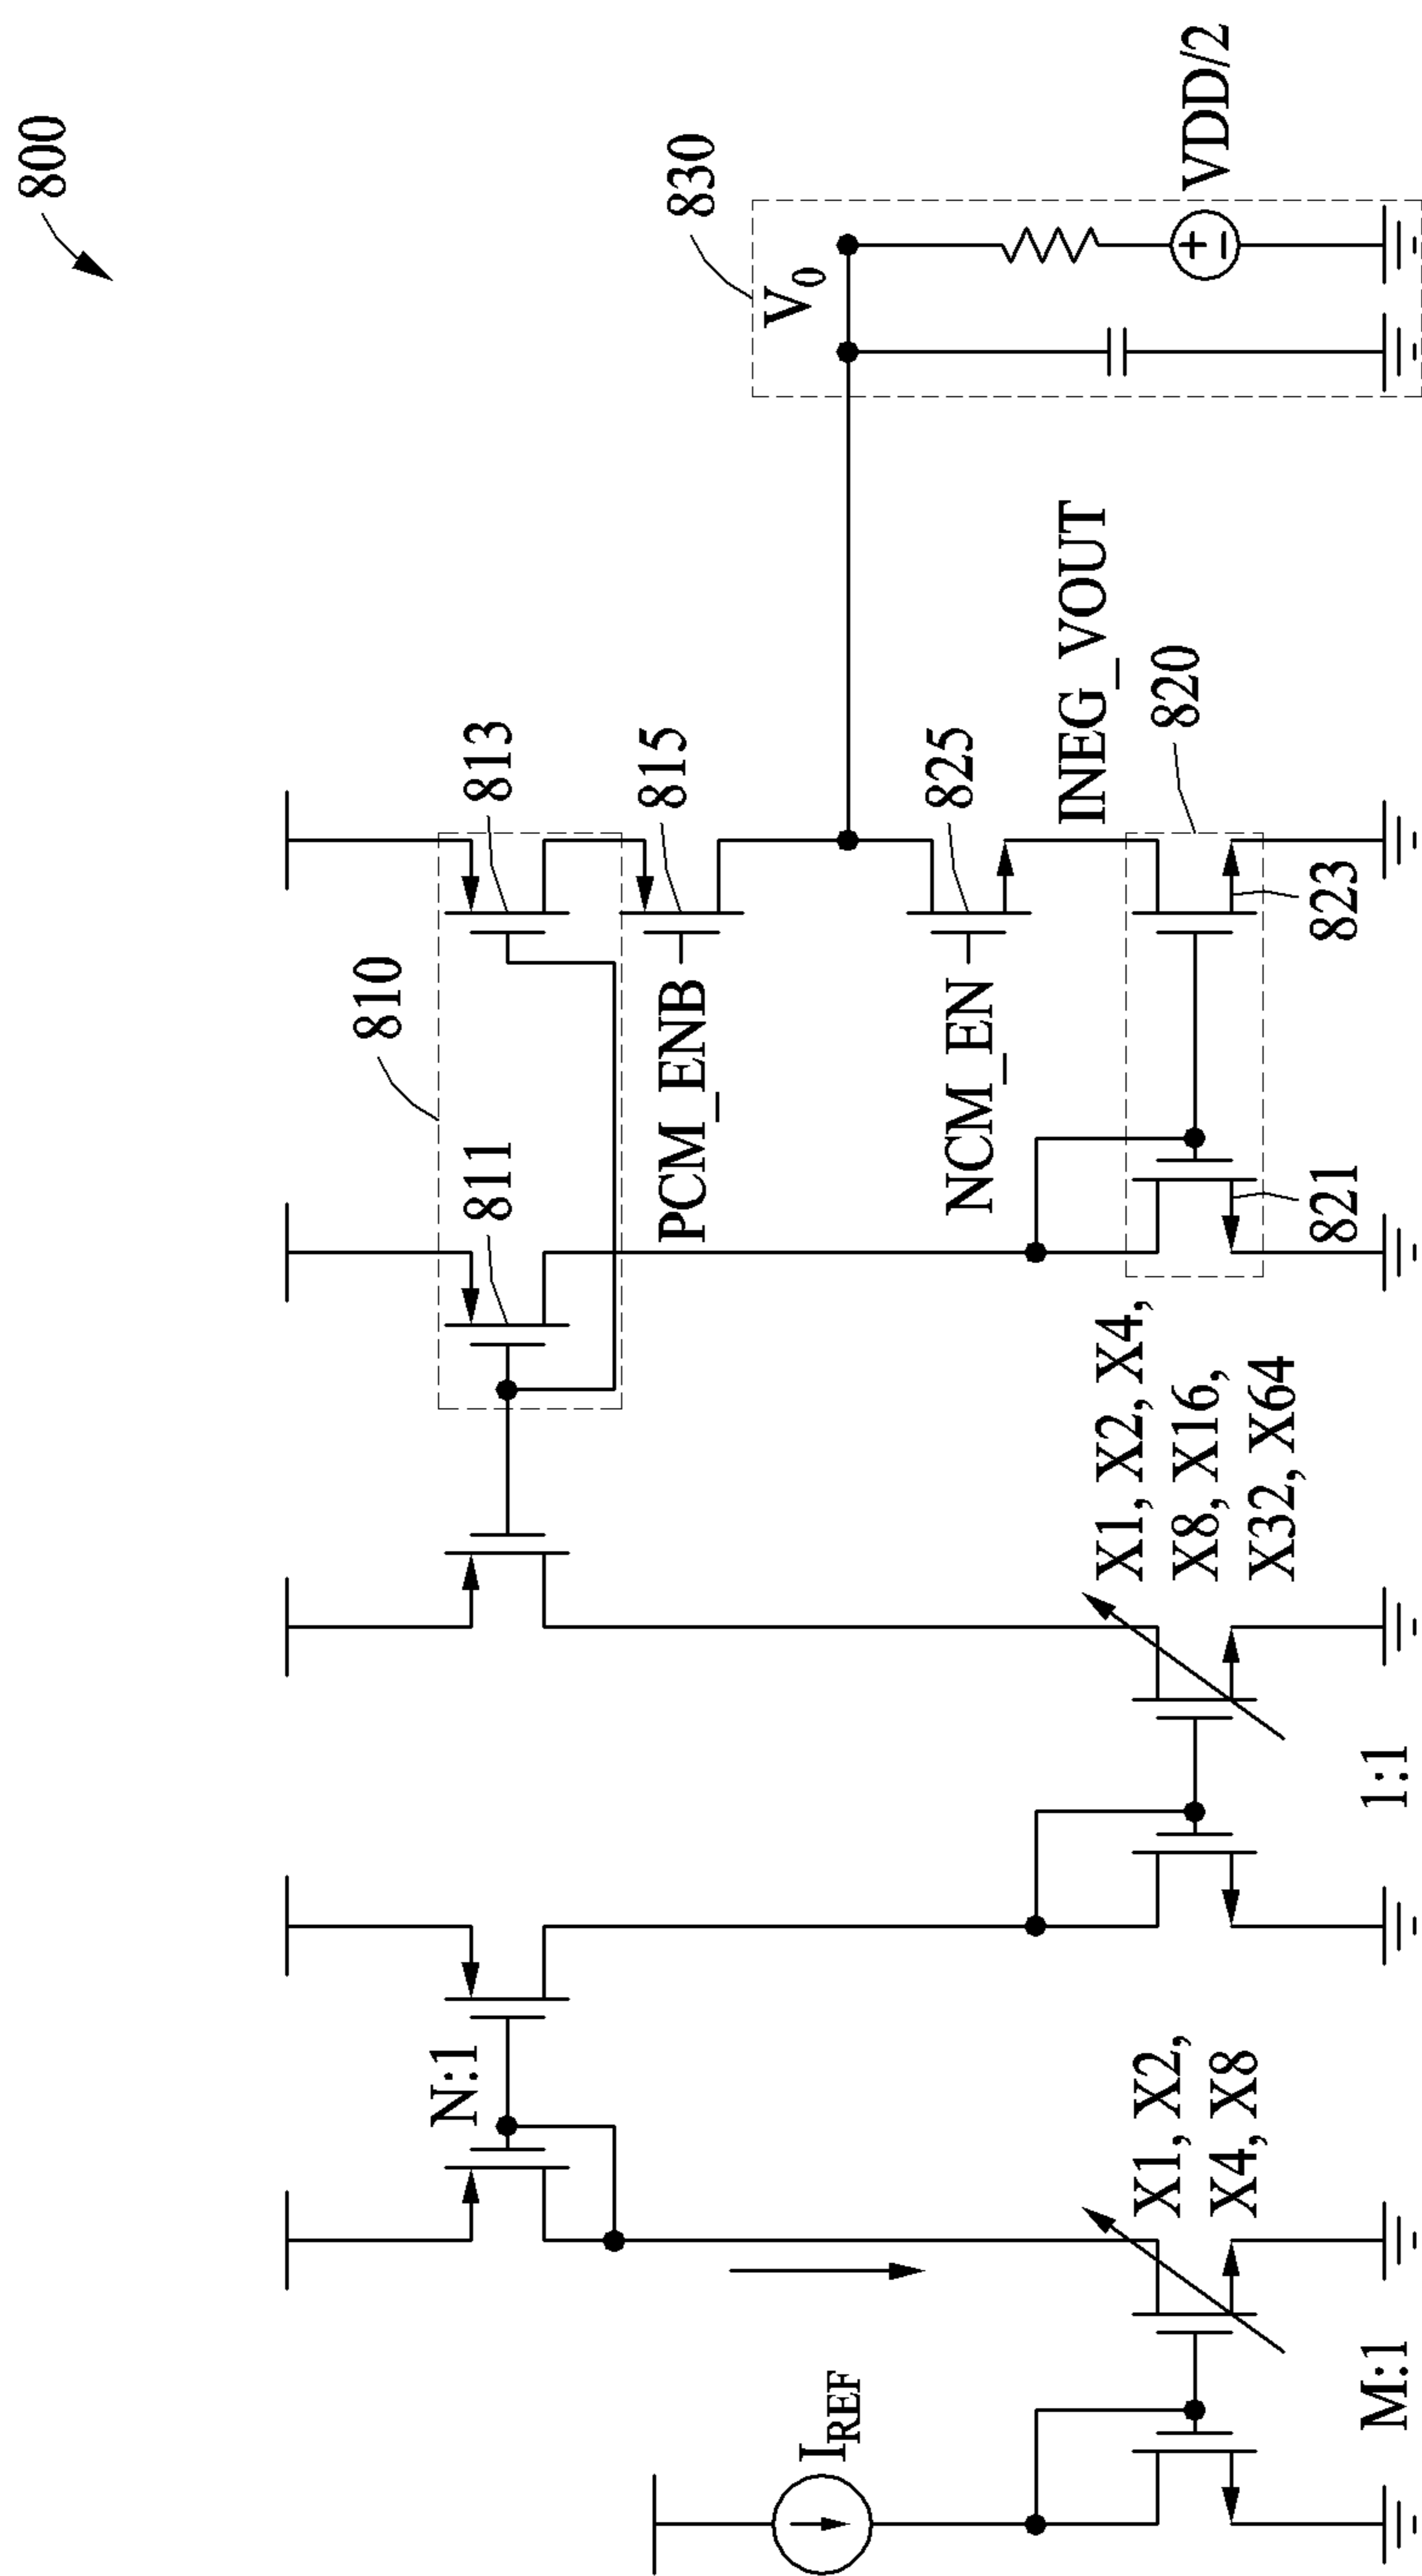 800
810
811
813
PCM_ENB
815
NCM_EN
825
INEG_VOUT
820
821
823
830
V0
VDD/2
N:1
IREF
M:1
X1, X2,
X4, X8
1:1
X1, X2, X4,
X8, X16,
X32, X64